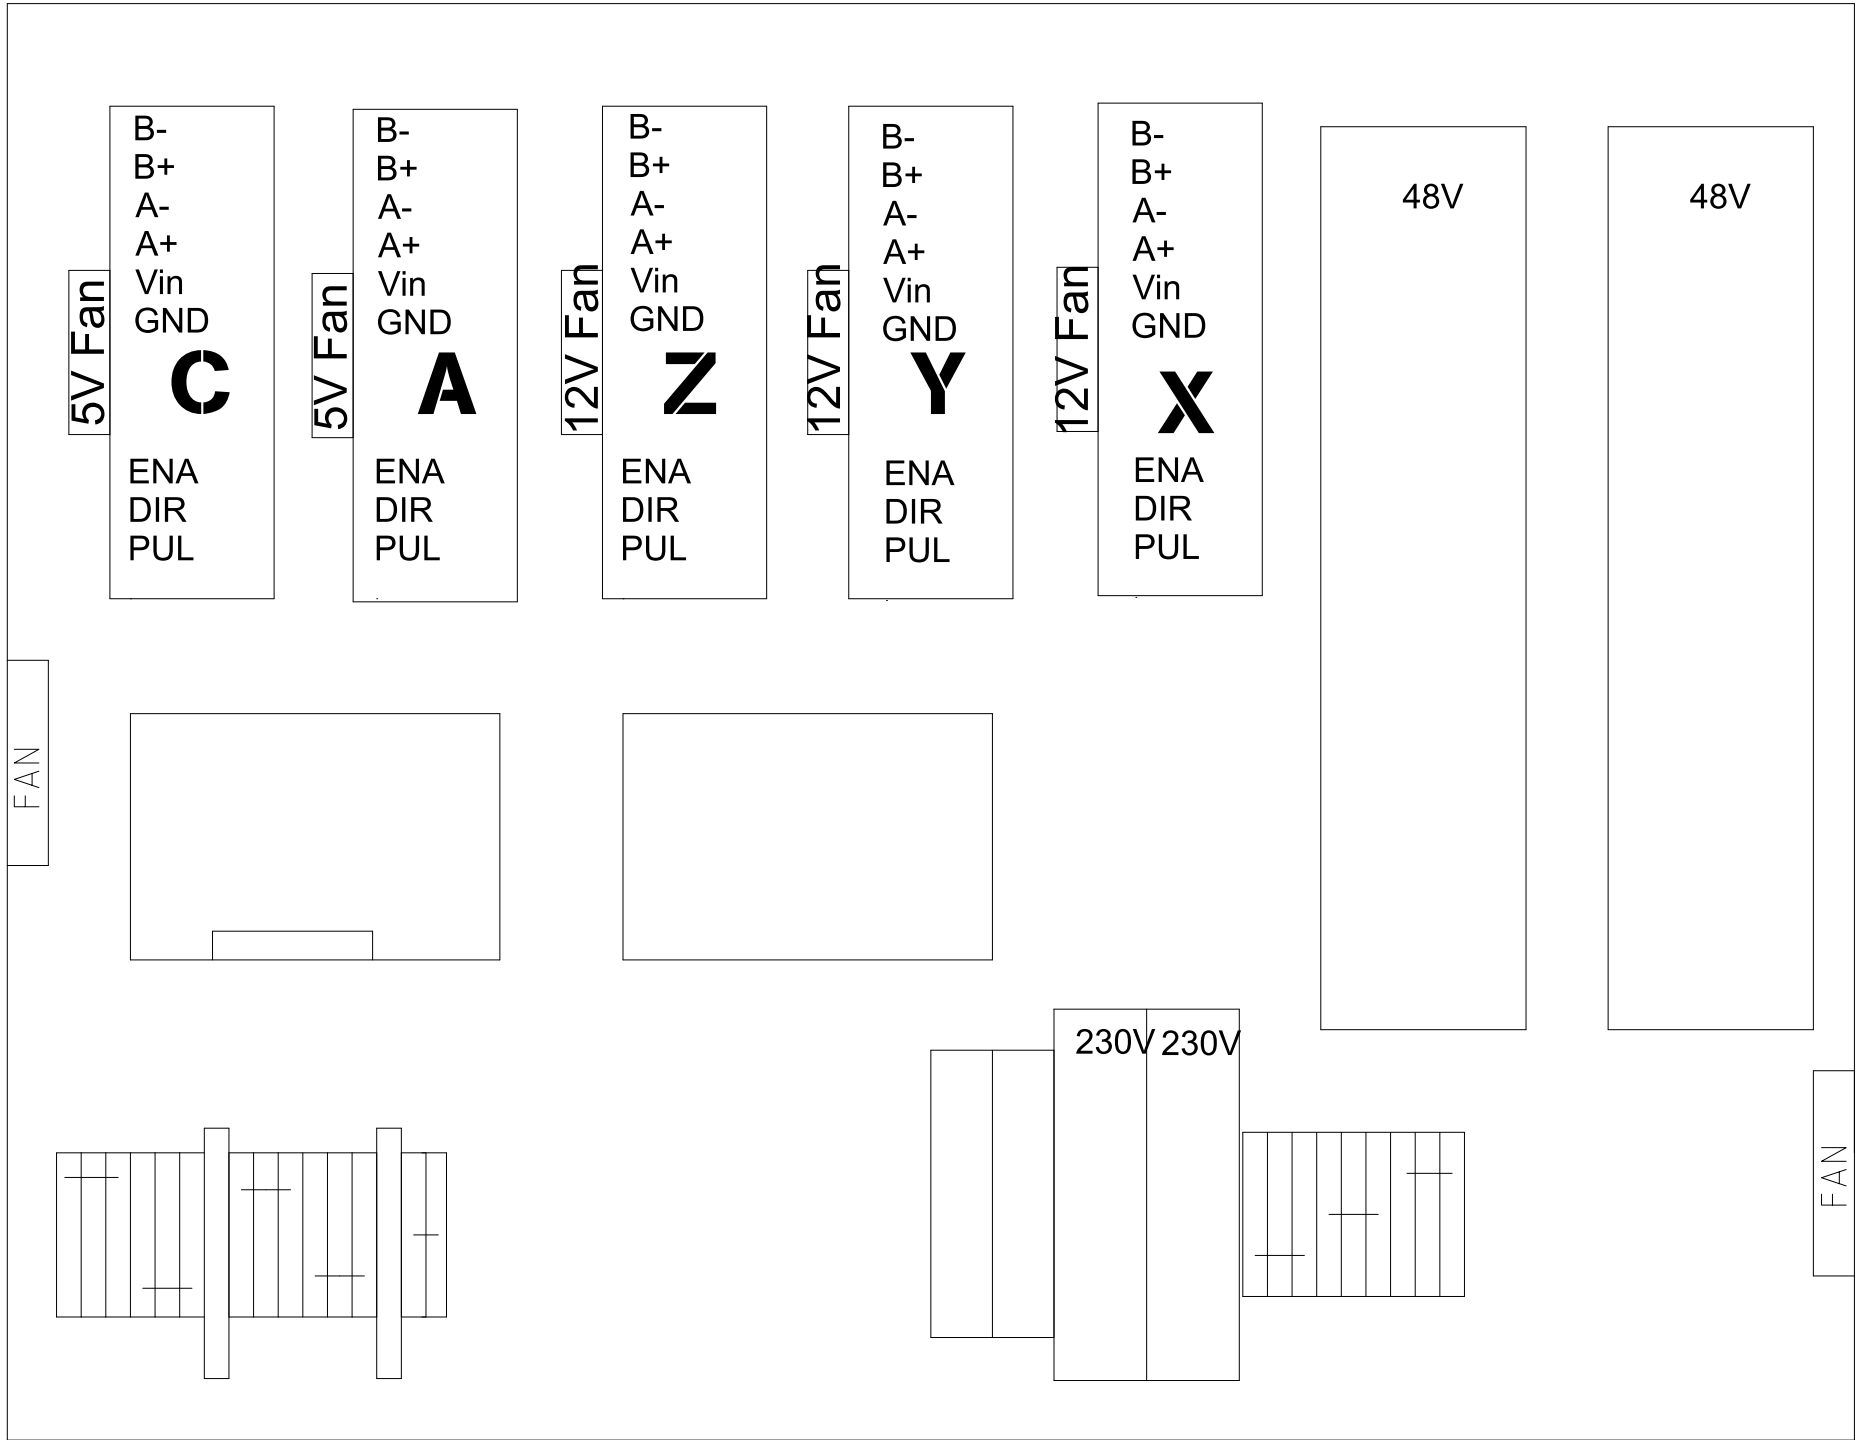 5V Fan
B-
B+
A-
A+
Vin
GND
C
ENA
DIR
PUL
5V Fan
B-
B+
A-
A+
Vin
GND
A
ENA
DIR
PUL
12V Fan
B-
B+
A-
A+
Vin
GND
Z
ENA
DIR
PUL
12V Fan
B-
B+
A-
A+
Vin
GND
Y
ENA
DIR
PUL
12V Fan
B-
B+
A-
A+
Vin
GND
X
ENA
DIR
PUL
48V
48V
FAN
230V
230V
FAN